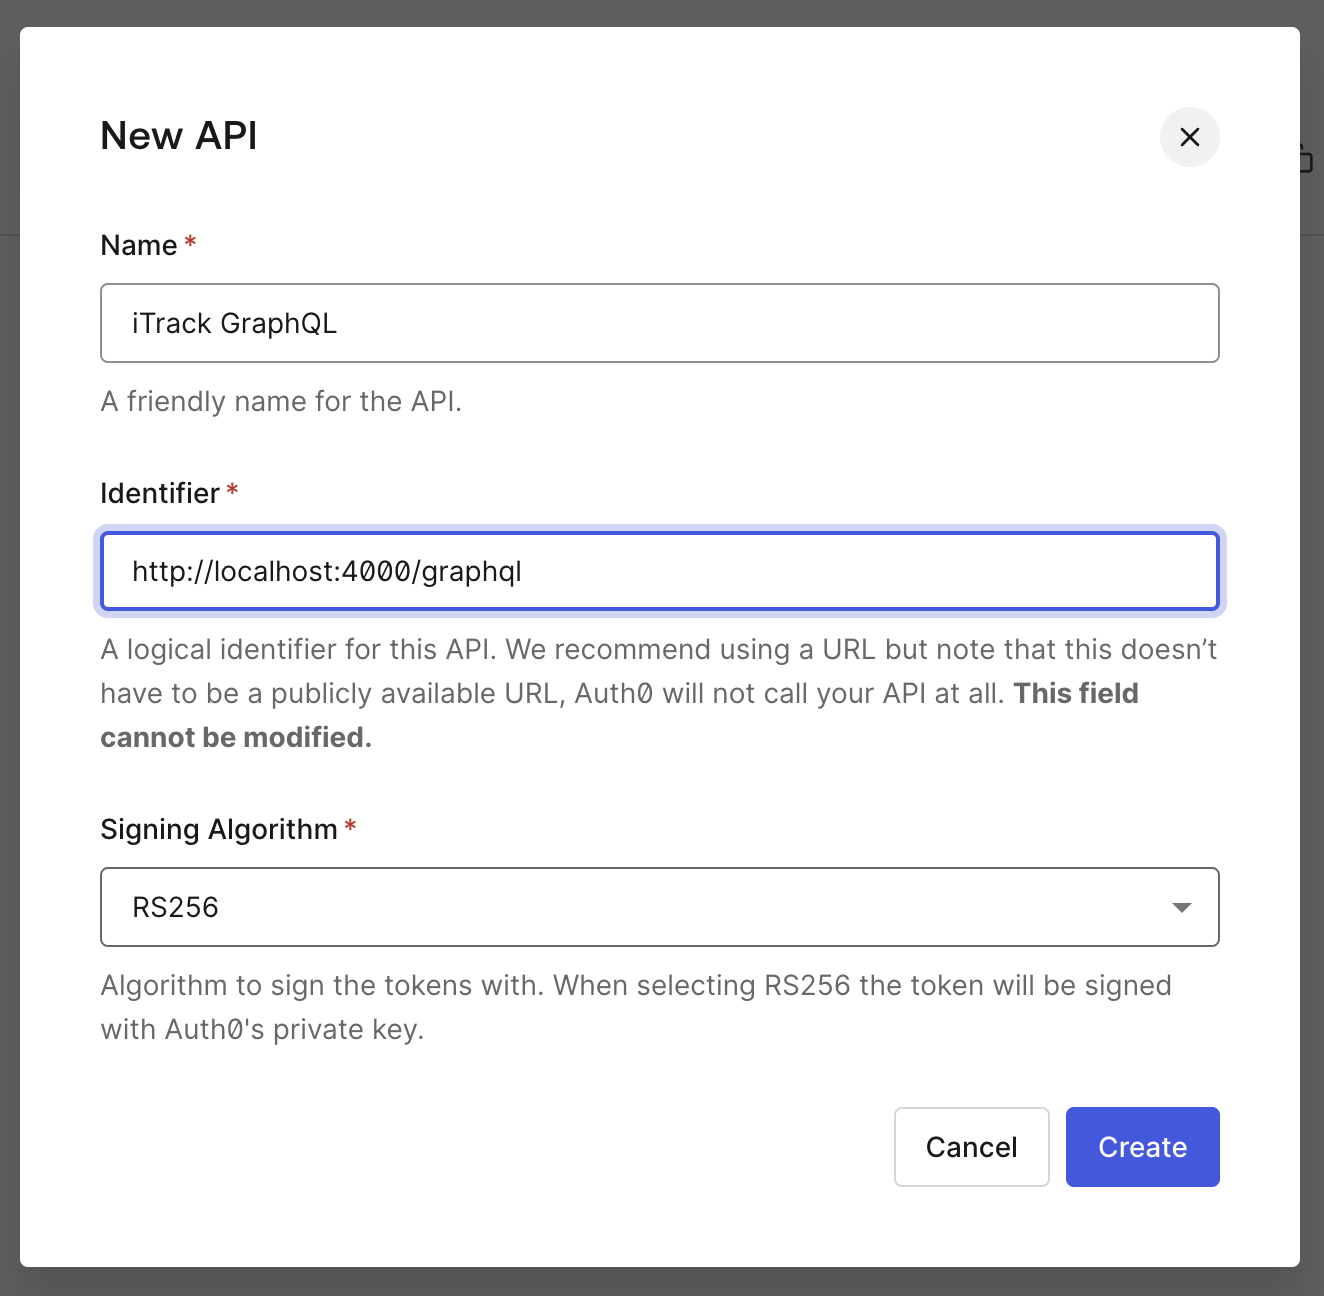 New API
Name *
iTrack GraphQL
A friendly name for the API.
Identifier *
http://localhost:4000/graphql
A logical identifier for this API. We recommend using a URL but note that this doesn’t
have to be a publicly available URL, Auth0 will not call your API at all. This field
cannot be modified.
Signing Algorithm *
RS256
Algorithm to sign the tokens with. When selecting RS256 the token will be signed
with Auth0's private key.
Cancel
Create